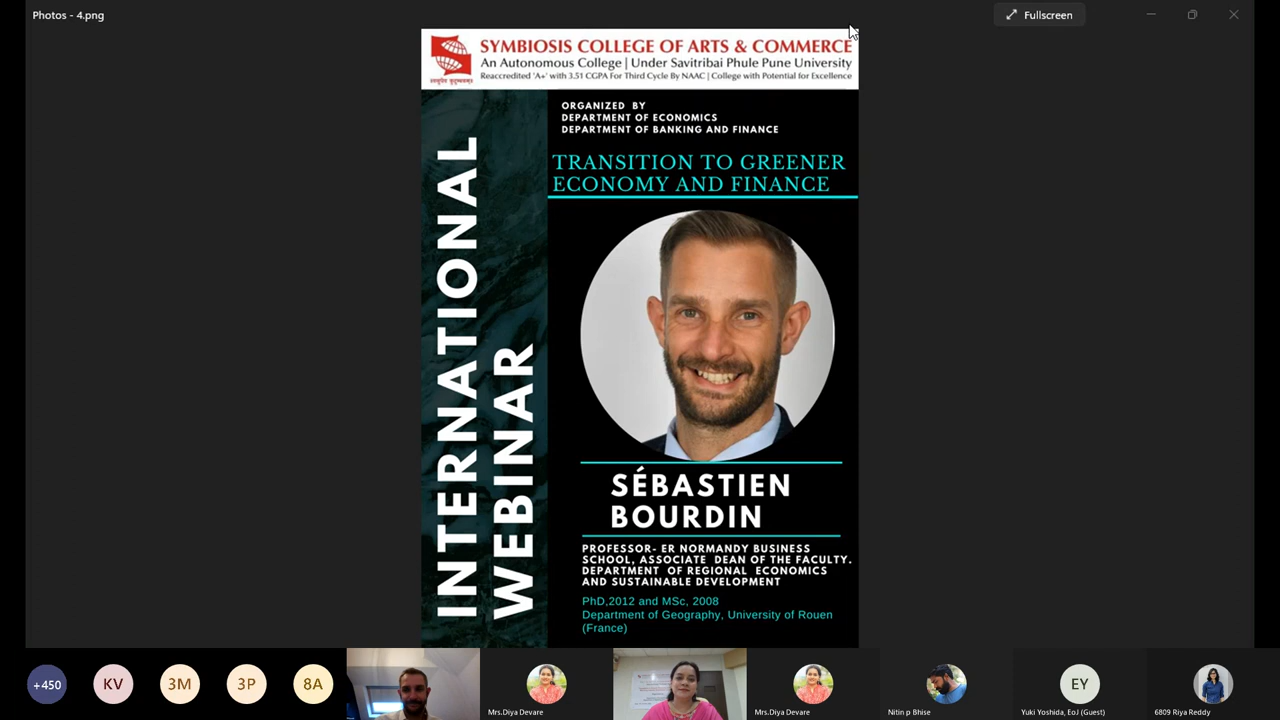 Photos - 4.png
Fullscreen
SYMBIOSIS COLLEGE OF ARTS & COMMERCE
An Autonomous College | Under Savitribai Phule Pune University
Reaccredited 'A+' with 3.51 CGPA For Third Cycle By NAAC | College with Potential for Excellence
ORGANIZED BY
DEPARTMENT OF ECONOMICS
DEPARTMENT OF BANKING AND FINANCE
TRANSITION TO GREENER
ECONOMY AND FINANCE
INTERNATIONAL
WEBINAR
SÉBASTIEN
BOURDIN
PROFESSOR- ER NORMANDY BUSINESS
SCHOOL, ASSOCIATE DEAN OF THE FACULTY.
DEPARTMENT OF REGIONAL ECONOMICS
AND SUSTAINABLE DEVELOPMENT
PhD,2012 and MSc, 2008
Department of Geography, University of Rouen
(France)
+450
KV
3M
3P
8A
Mrs.Diya Devare
Mrs.Diya Devare
Nitin p Bhise
EY
Yuki Yoshida, EoJ (Guest)
6809 Riya Reddy